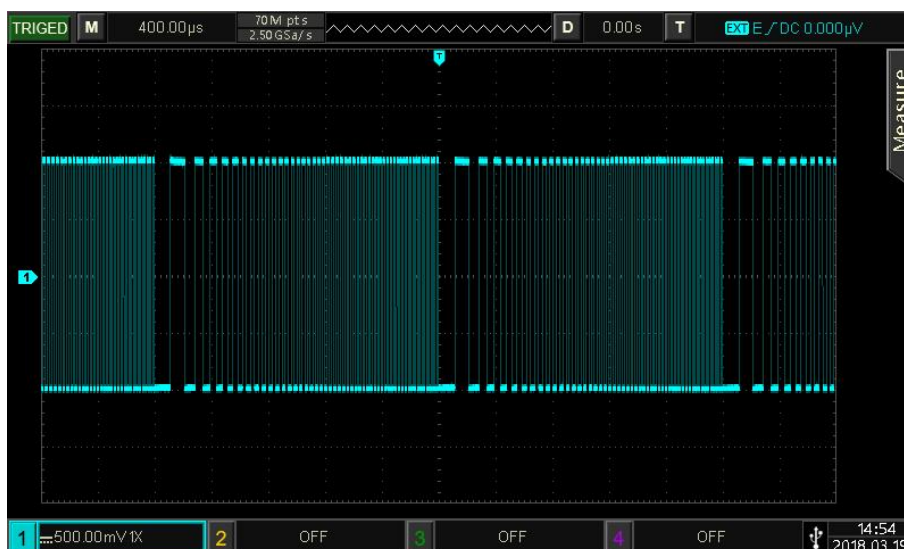 TRIGED M 400.00µs 70M pts D 0.00s T EXT E DC 0.000µV
2.50GSa/s
T
Measure
1
1 500.00mV 1X 2 OFF 3 OFF 4 OFF 14:54
2018.03.19